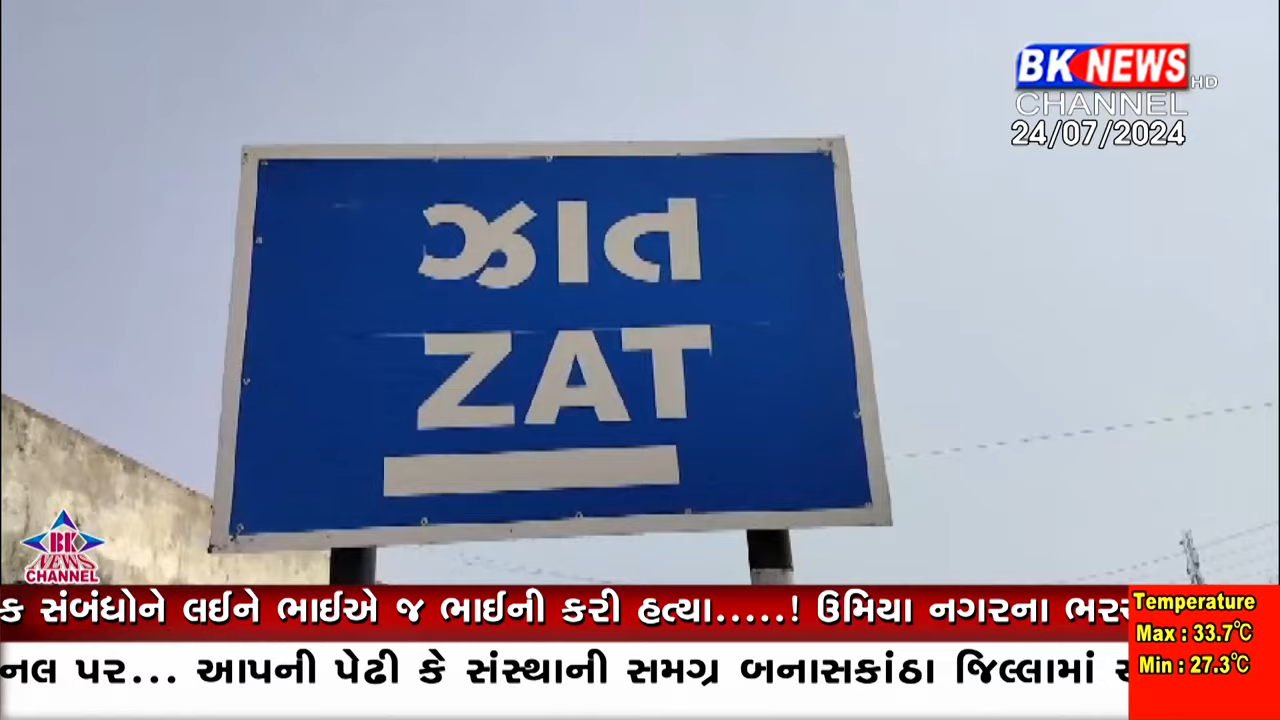 BK NEWS HD
CHANNEL
24/07/2024
ઝાત
ZAT
BK
NEWS
CHANNEL
ક સંબંધોને લઈને ભાઈએ જ ભાઈની કરી હત્યા.....! ઉમિયા નગરના
Temperature
Max : 33.7℃
Min : 27.3℃
નલ પર... આપની પેઢી કે સંસ્થાની સમગ્ર બનાસકાંઠા જિલ્લામાં